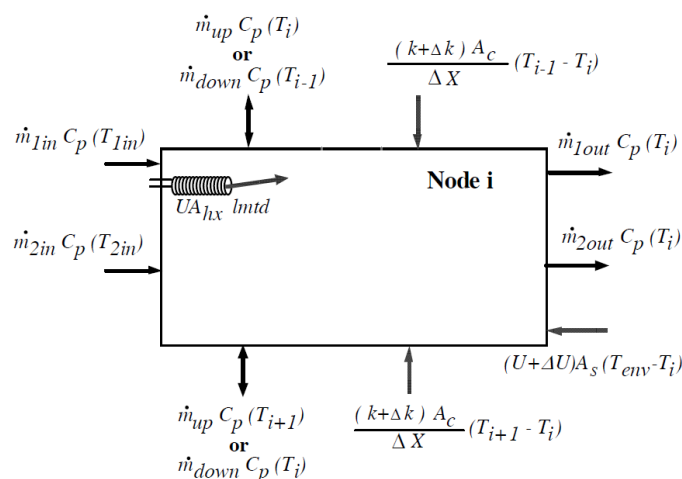 ṁup Cp (Ti)
or
ṁdown Cp (Ti-1)
(k+Δk) Ac
ΔX
(Ti-1 - Ti)
ṁ1in Cp (T1in)
ṁ1out Cp (Ti)
Node i
UAhx lmtd
ṁ2in Cp (T2in)
ṁ2out Cp (Ti)
(U+ΔU)As (Tenv-Ti)
ṁup Cp (Ti+1)
or
ṁdown Cp (Ti)
(k+Δk) Ac
ΔX
(Ti+1 - Ti)